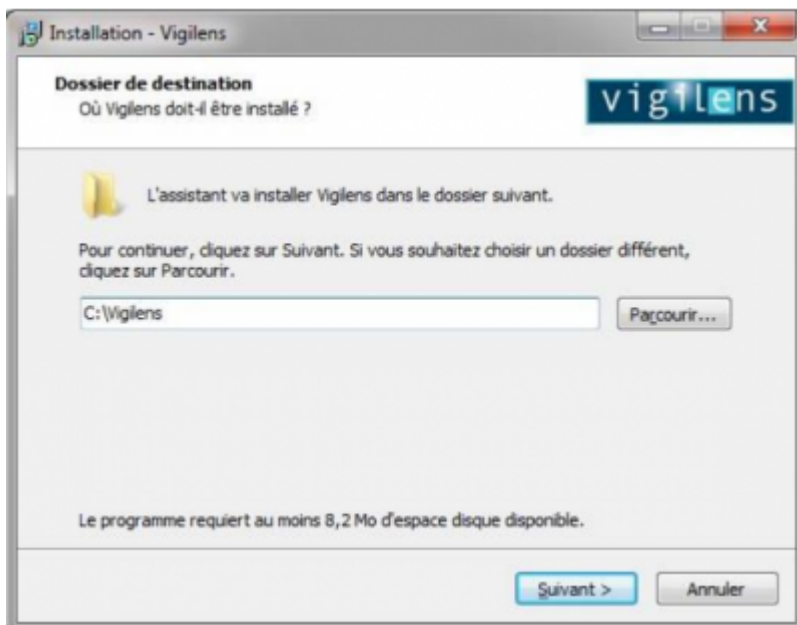 Installation - Vigilens
Dossier de destination
Où Vigilens doit-il être installé ?
vigilens
L'assistant va installer Vigilens dans le dossier suivant.
Pour continuer, cliquez sur Suivant. Si vous souhaitez choisir un dossier différent,
cliquez sur Parcourir.
C:\Vigilens
Parcourir...
Le programme requiert au moins 8,2 Mo d'espace disque disponible.
Suivant >
Annuler